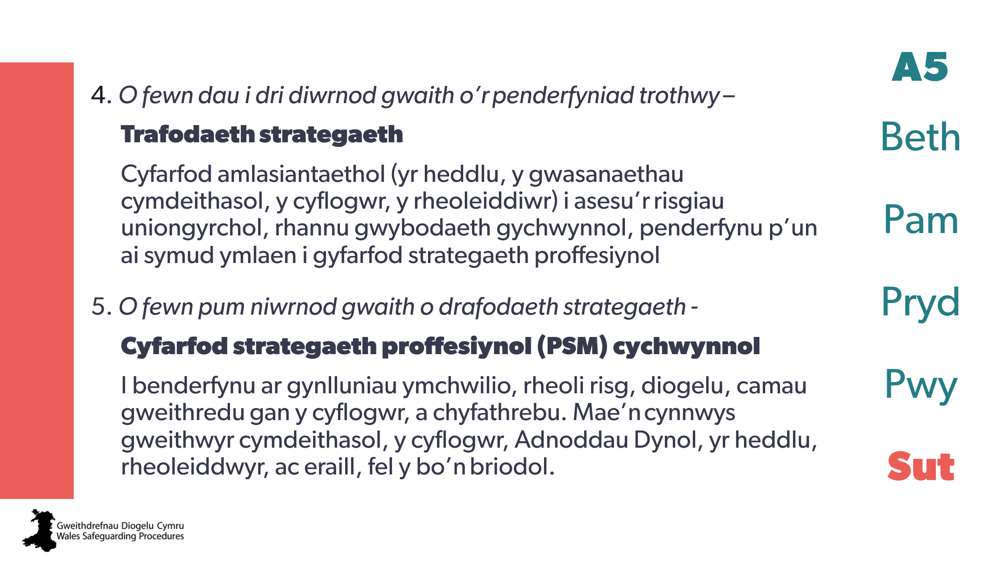 4. O fewn dau i dri diwrnod gwaith o’r penderfyniad trothwy –
Trafodaeth strategaeth
Cyfarfod amlasiantaethol (yr heddlu, y gwasanaethau
cymdeithasol, y cyflogwr, y rheoleiddiwr) i asesu’r risgiau
uniongyrchol, rhannu gwybodaeth gychwynnol, penderfynu p’un
ai symud ymlaen i gyfarfod strategaeth proffesiynol
5. O fewn pum niwrnod gwaith o drafodaeth strategaeth -
Cyfarfod strategaeth proffesiynol (PSM) cychwynnol
I benderfynu ar gynlluniau ymchwilio, rheoli risg, diogelu, camau
gweithredu gan y cyflogwr, a chyfathrebu. Mae’n cynnwys
gweithwyr cymdeithasol, y cyflogwr, Adnoddau Dynol, yr heddlu,
rheoleiddwyr, ac eraill, fel y bo’n briodol.
A5
Beth
Pam
Pryd
Pwy
Sut
Gweithdrefnau Diogelu Cymru
Wales Safeguarding Procedures